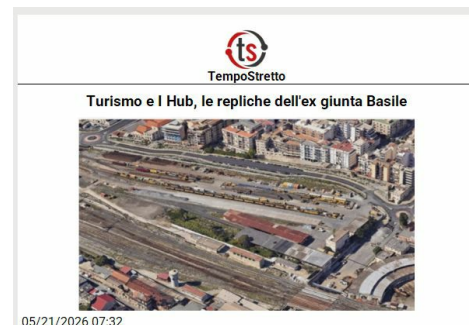 ts
TempoStretto
Turismo e I Hub, le repliche dell'ex giunta Basile
05/21/2026 07:32